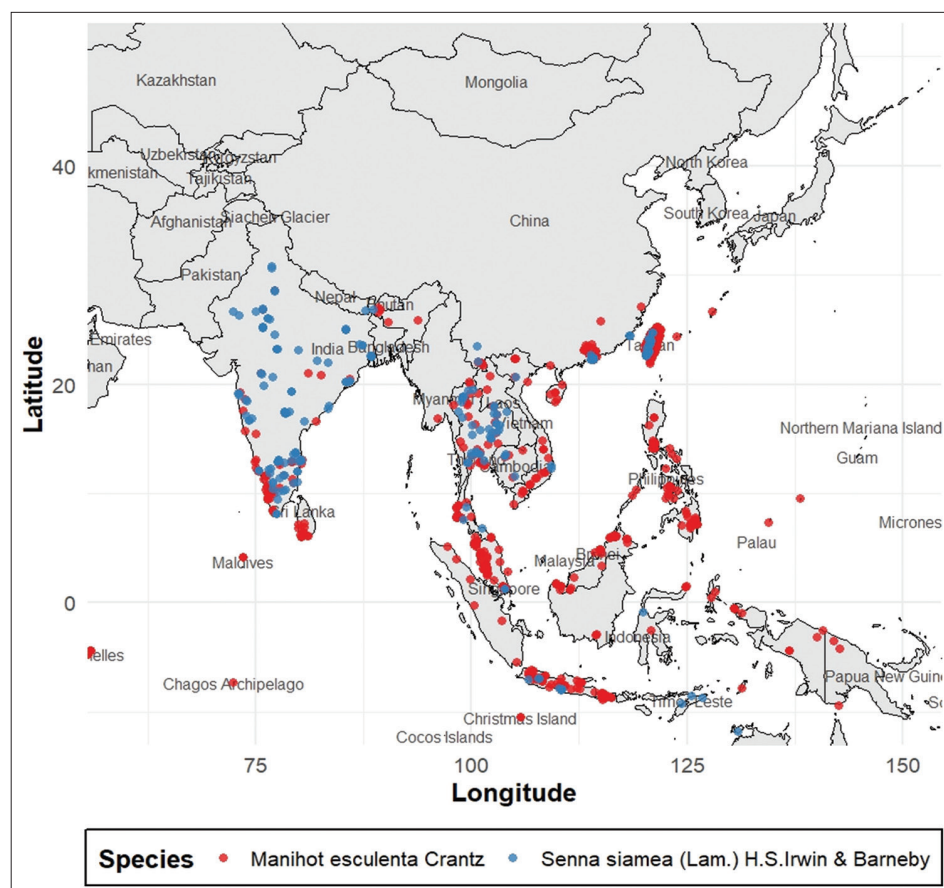 Kazakhstan
Mongolia
Uzbekistan
Kyrgyzstan
North Korea
kmenistan
Tajikistan
40
South Korea
Japan
Afghanistan
Siachen Glacier
China
Pakistan
Nepal
Bhutan
Emirates
India
Bangladesh
Taiwan
nan
20
Myanmar
Laos
Vietnam
Northern Mariana Island
Thailand
Cambodia
Guam
Philippines
Sri Lanka
Micrones
Palau
Maldives
Brunei
Malaysia
Singapore
0
Indonesia
elles
Chagos Archipelago
Papua New Guine
Timor-Leste
So
Christmas Island
Cocos Islands
Latitude
75
100
125
150
Longitude
Species Manihot esculenta Crantz Senna siamea (Lam.) H.S.Irwin & Barneby